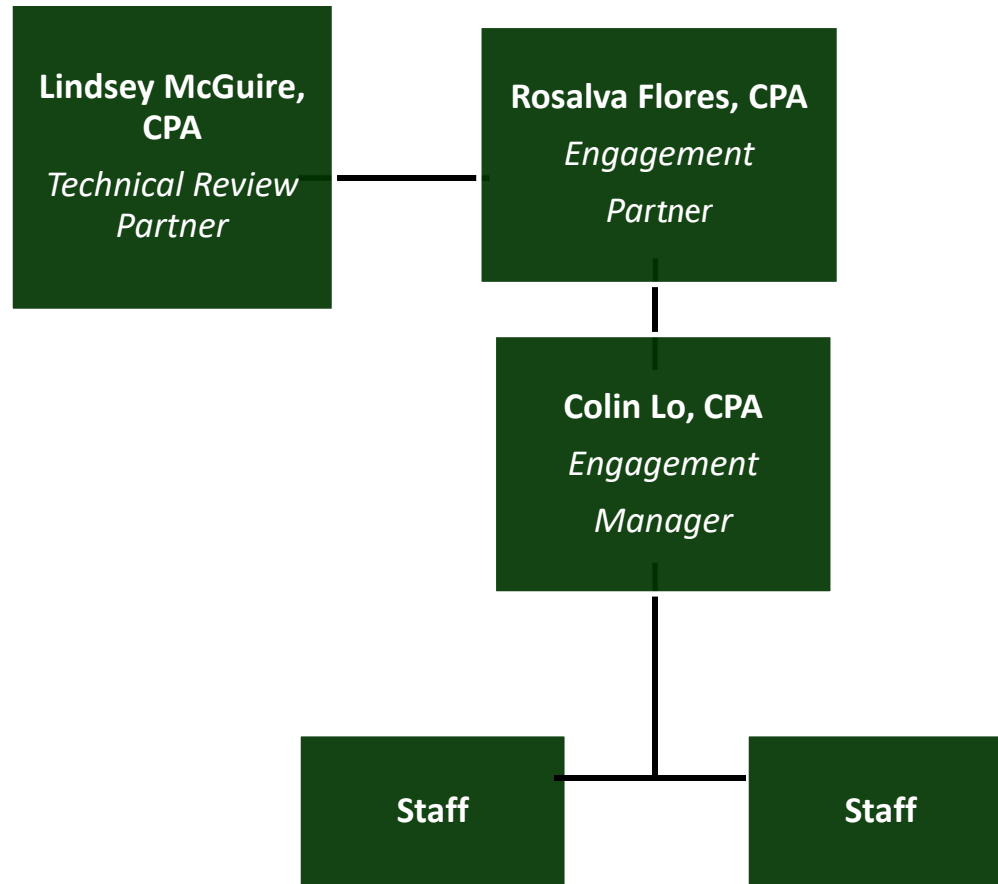 Lindsey McGuire,
CPA
Technical Review
Partner
Rosalva Flores, CPA
Engagement
Partner
Colin Lo, CPA
Engagement
Manager
Staff
Staff